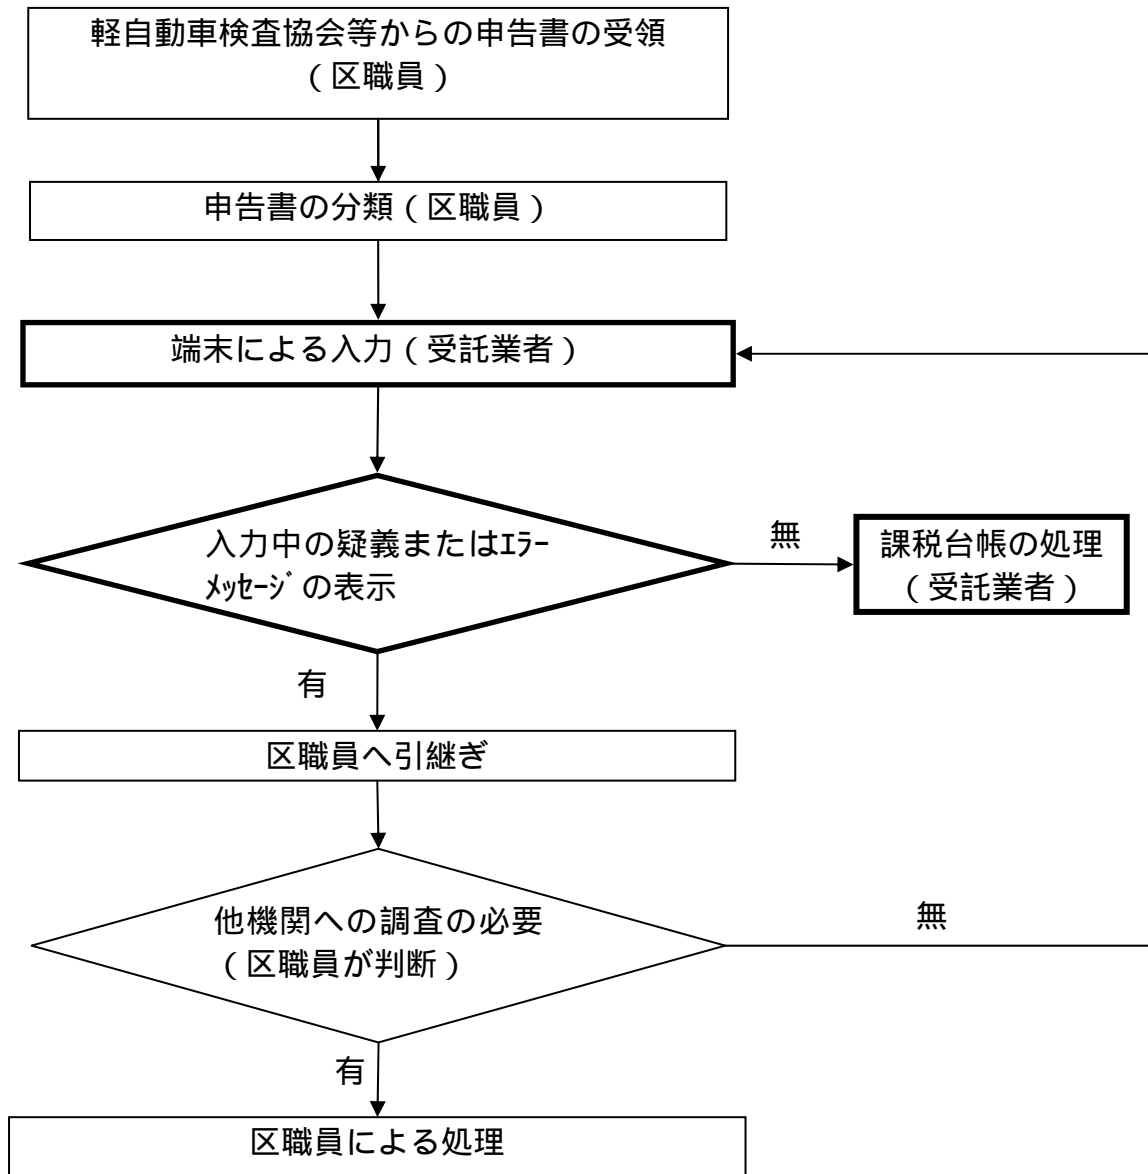 軽自動車検査協会等からの申告書の受領
(区職員)
申告書の分類(区職員)
端末による入力(受託業者)
入力中の疑義またはｴﾗｰ
ﾒｯｾｰｼﾞの表示
無
課税台帳の処理
(受託業者)
有
区職員へ引継ぎ
他機関への調査の必要
(区職員が判断)
無
有
区職員による処理